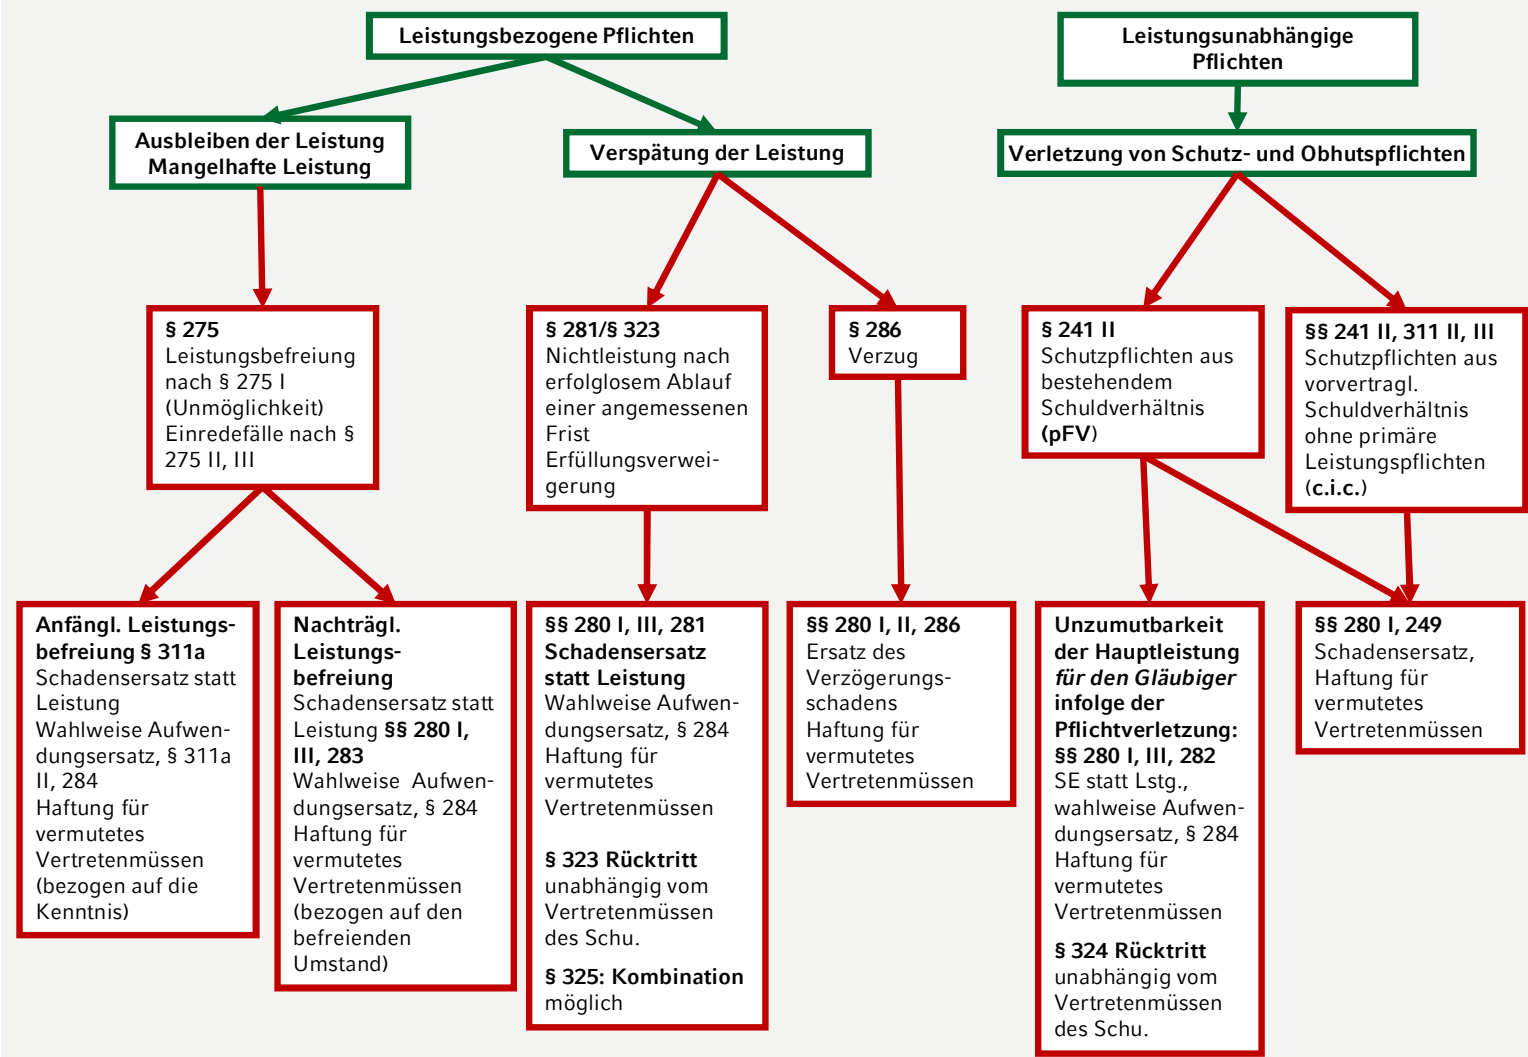 Leistungsbezogene Pflichten
Leistungsunabhängige
Pflichten
Ausbleiben der Leistung
Mangelhafte Leistung
Verspätung der Leistung
Verletzung von Schutz- und Obhutspflichten
§ 275
Leistungsbefreiung
nach § 275 I
(Unmöglichkeit)
Einredefälle nach §
275 II, III
§ 281/§ 323
Nichtleistung nach
erfolglosem Ablauf
einer angemessenen
Frist
Erfüllungsverwei-
gerung
§ 286
Verzug
§ 241 II
Schutzpflichten aus
bestehendem
Schuldverhältnis
(pFV)
§§ 241 II, 311 II, III
Schutzpflichten aus
vorvertragl.
Schuldverhältnis
ohne primäre
Leistungspflichten
(c.i.c.)
Anfängl. Leistungs-
befreiung § 311a
Schadensersatz statt
Leistung
Wahlweise Aufwen-
dungsersatz, § 311a
II, 284
Haftung für
vermutetes
Vertretenmüssen
(bezogen auf die
Kenntnis)
Nachträgl.
Leistungs-
befreiung
Schadensersatz statt
Leistung §§ 280 I,
III, 283
Wahlweise Aufwen-
dungsersatz, § 284
Haftung für
vermutetes
Vertretenmüssen
(bezogen auf den
befreienden
Umstand)
§§ 280 I, III, 281
Schadensersatz
statt Leistung
Wahlweise Aufwen-
dungsersatz, § 284
Haftung für
vermutetes
Vertretenmüssen
§ 323 Rücktritt
unabhängig vom
Vertretenmüssen
des Schu.
§ 325: Kombination
möglich
§§ 280 I, II, 286
Ersatz des
Verzögerungs-
schadens
Haftung für
vermutetes
Vertretenmüssen
Unzumutbarkeit
der Hauptleistung
für den Gläubiger
infolge der
Pflichtverletzung:
§§ 280 I, III, 282
SE statt Lstg.,
wahlweise Aufwen-
dungsersatz, § 284
Haftung für
vermutetes
Vertretenmüssen
§ 324 Rücktritt
unabhängig vom
Vertretenmüssen
des Schu.
§§ 280 I, 249
Schadensersatz,
Haftung für
vermutetes
Vertretenmüssen